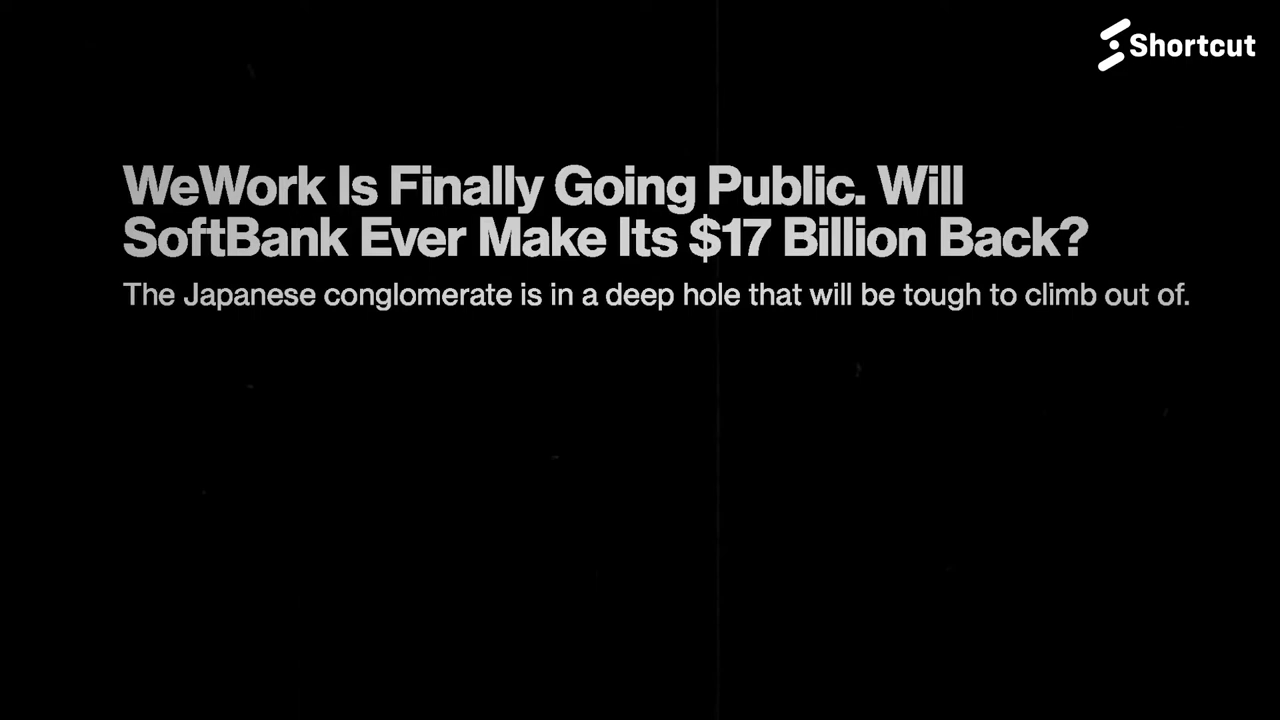 Shortcut
WeWork Is Finally Going Public. Will
SoftBank Ever Make Its $17 Billion Back?
The Japanese conglomerate is in a deep hole that will be tough to climb out of.